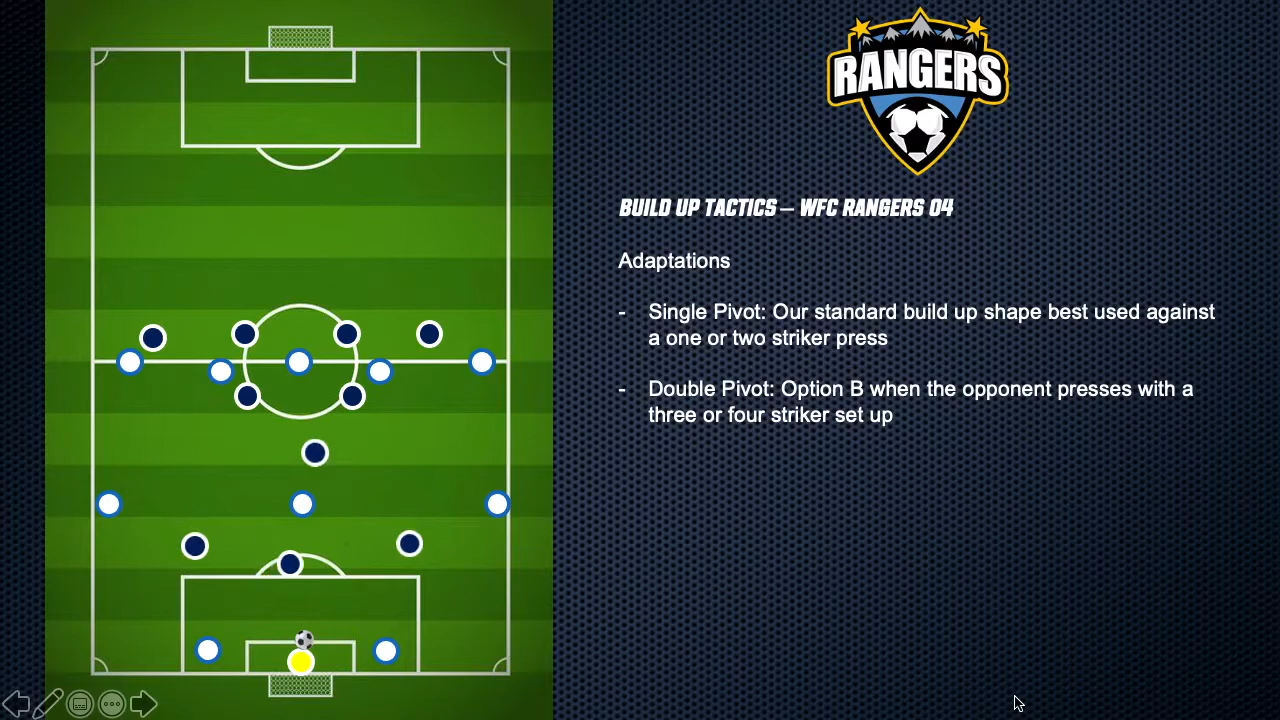 RANGERS
BUILD UP TACTICS – WFC RANGERS 04
Adaptations
- Single Pivot: Our standard build up shape best used against
a one or two striker press
- Double Pivot: Option B when the opponent presses with a
three or four striker set up